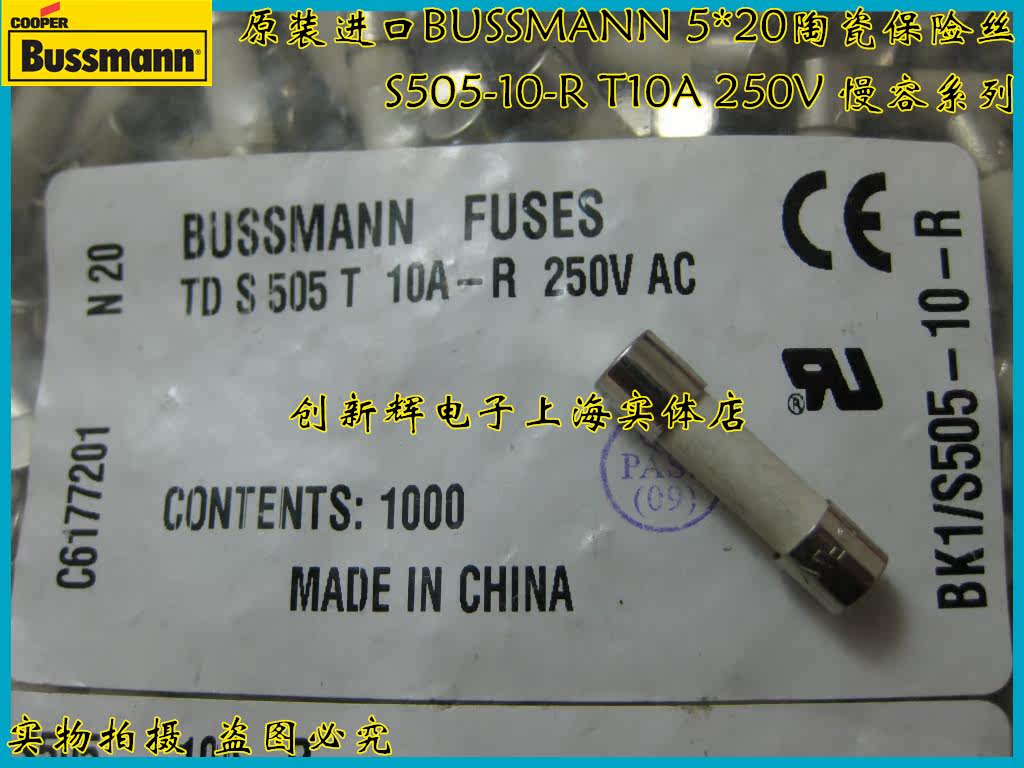 COOPER
Bussmann®
原装进口BUSSMANN 5*20陶瓷保险丝
S505-10-R T10A 250V 慢容系列
BUSSMANN FUSES
TD S 505 T 10A-R 250V AC
N 20
CE
®
创新辉电子上海实体店
(09)
C6177201
CONTENTS: 1000
MADE IN CHINA
BK1/S505-10-R
实物拍摄 盗图必究